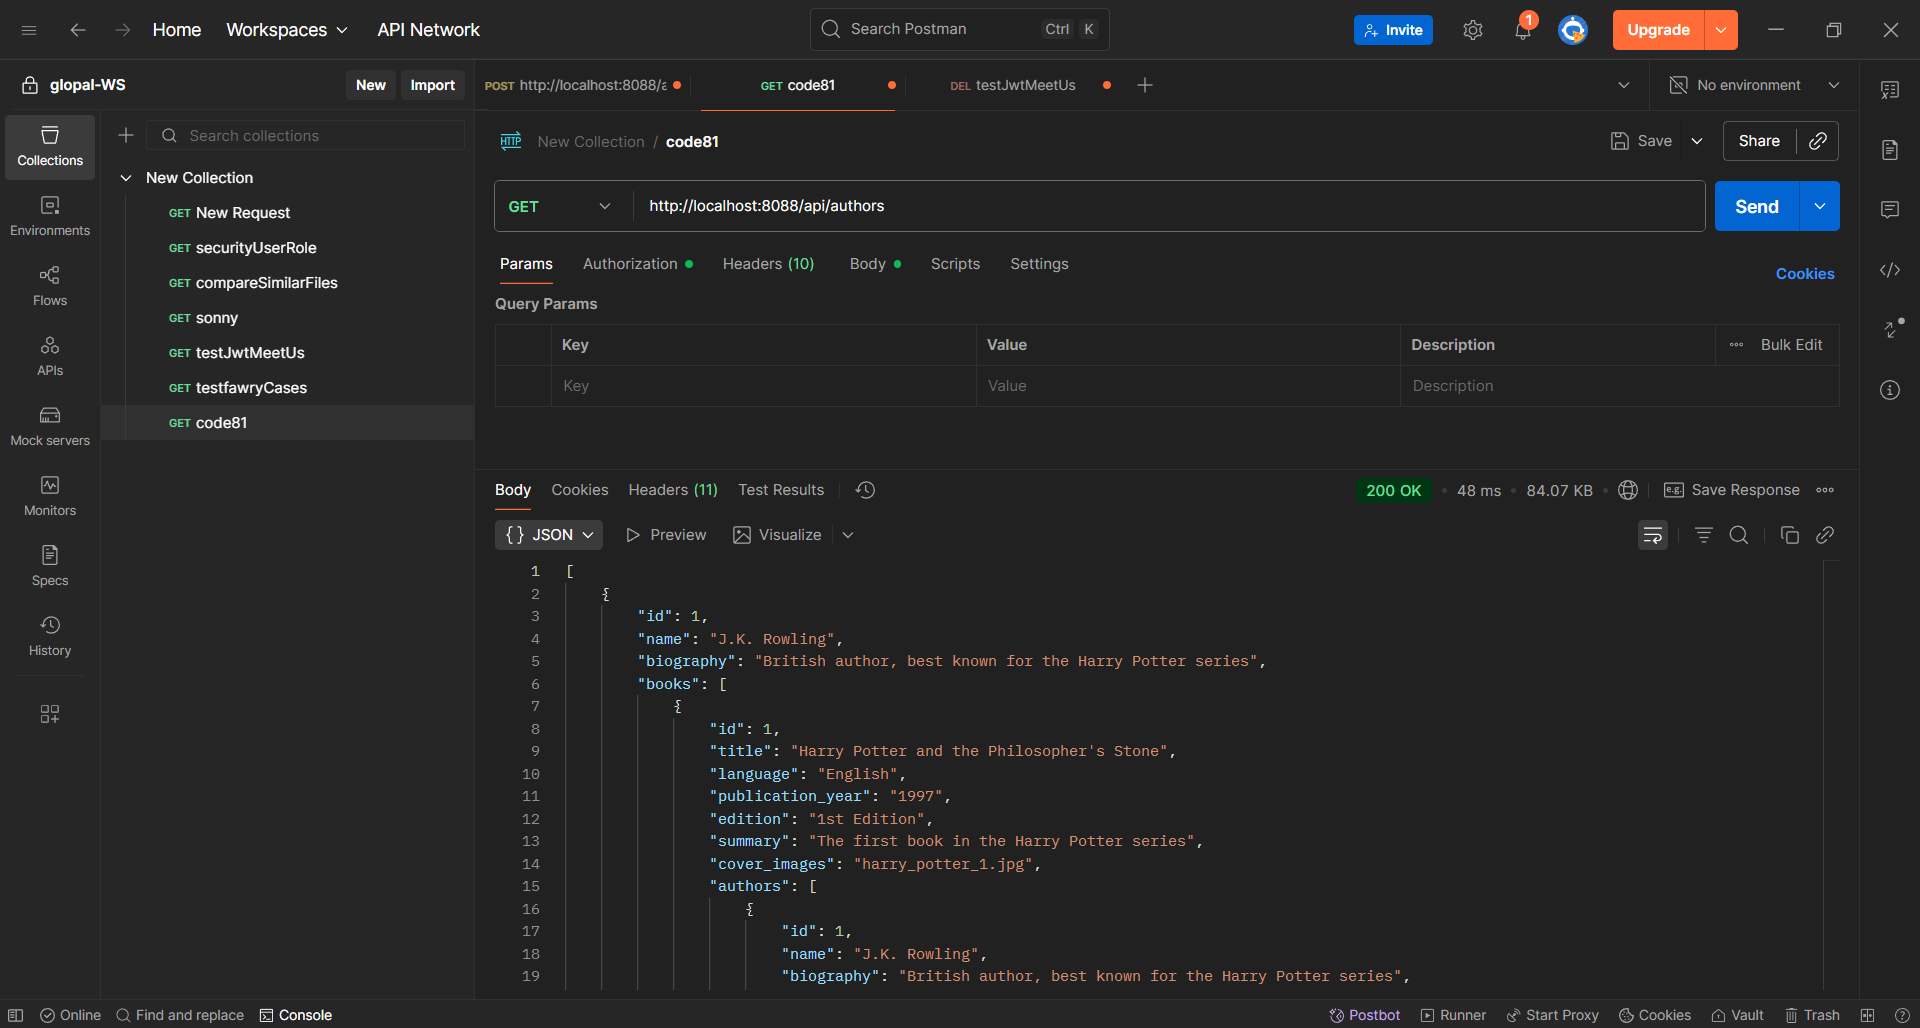 Home Workspaces API Network Search Postman Ctrl K Invite 1 Upgrade
glopal-WS New Import POST http://localhost:8088/a GET code81 DEL testJwtMeetUs No environment
Collections
Environments
Flows
APIs
Mock servers
Monitors
Specs
History
Search collections
New Collection
GET New Request
GET securityUserRole
GET compareSimilarFiles
GET sonny
GET testJwtMeetUs
GET testfawryCases
GET code81
HTTP New Collection / code81 Save Share
GET http://localhost:8088/api/authors Send
Params Authorization Headers (10) Body Scripts Settings Cookies
Query Params
Key Value Description Bulk Edit
Key Value Description
Body Cookies Headers (11) Test Results 200 OK 48 ms 84.07 KB e.g. Save Response
{} JSON Preview Visualize
1 [
2 {
3 "id": 1,
4 "name": "J.K. Rowling",
5 "biography": "British author, best known for the Harry Potter series",
6 "books": [
7 {
8 "id": 1,
9 "title": "Harry Potter and the Philosopher's Stone",
10 "language": "English",
11 "publication_year": "1997",
12 "edition": "1st Edition",
13 "summary": "The first book in the Harry Potter series",
14 "cover_images": "harry_potter_1.jpg",
15 "authors": [
16 {
17 "id": 1,
18 "name": "J.K. Rowling",
19 "biography": "British author, best known for the Harry Potter series",
Online Find and replace Console Postbot Runner Start Proxy Cookies Vault Trash